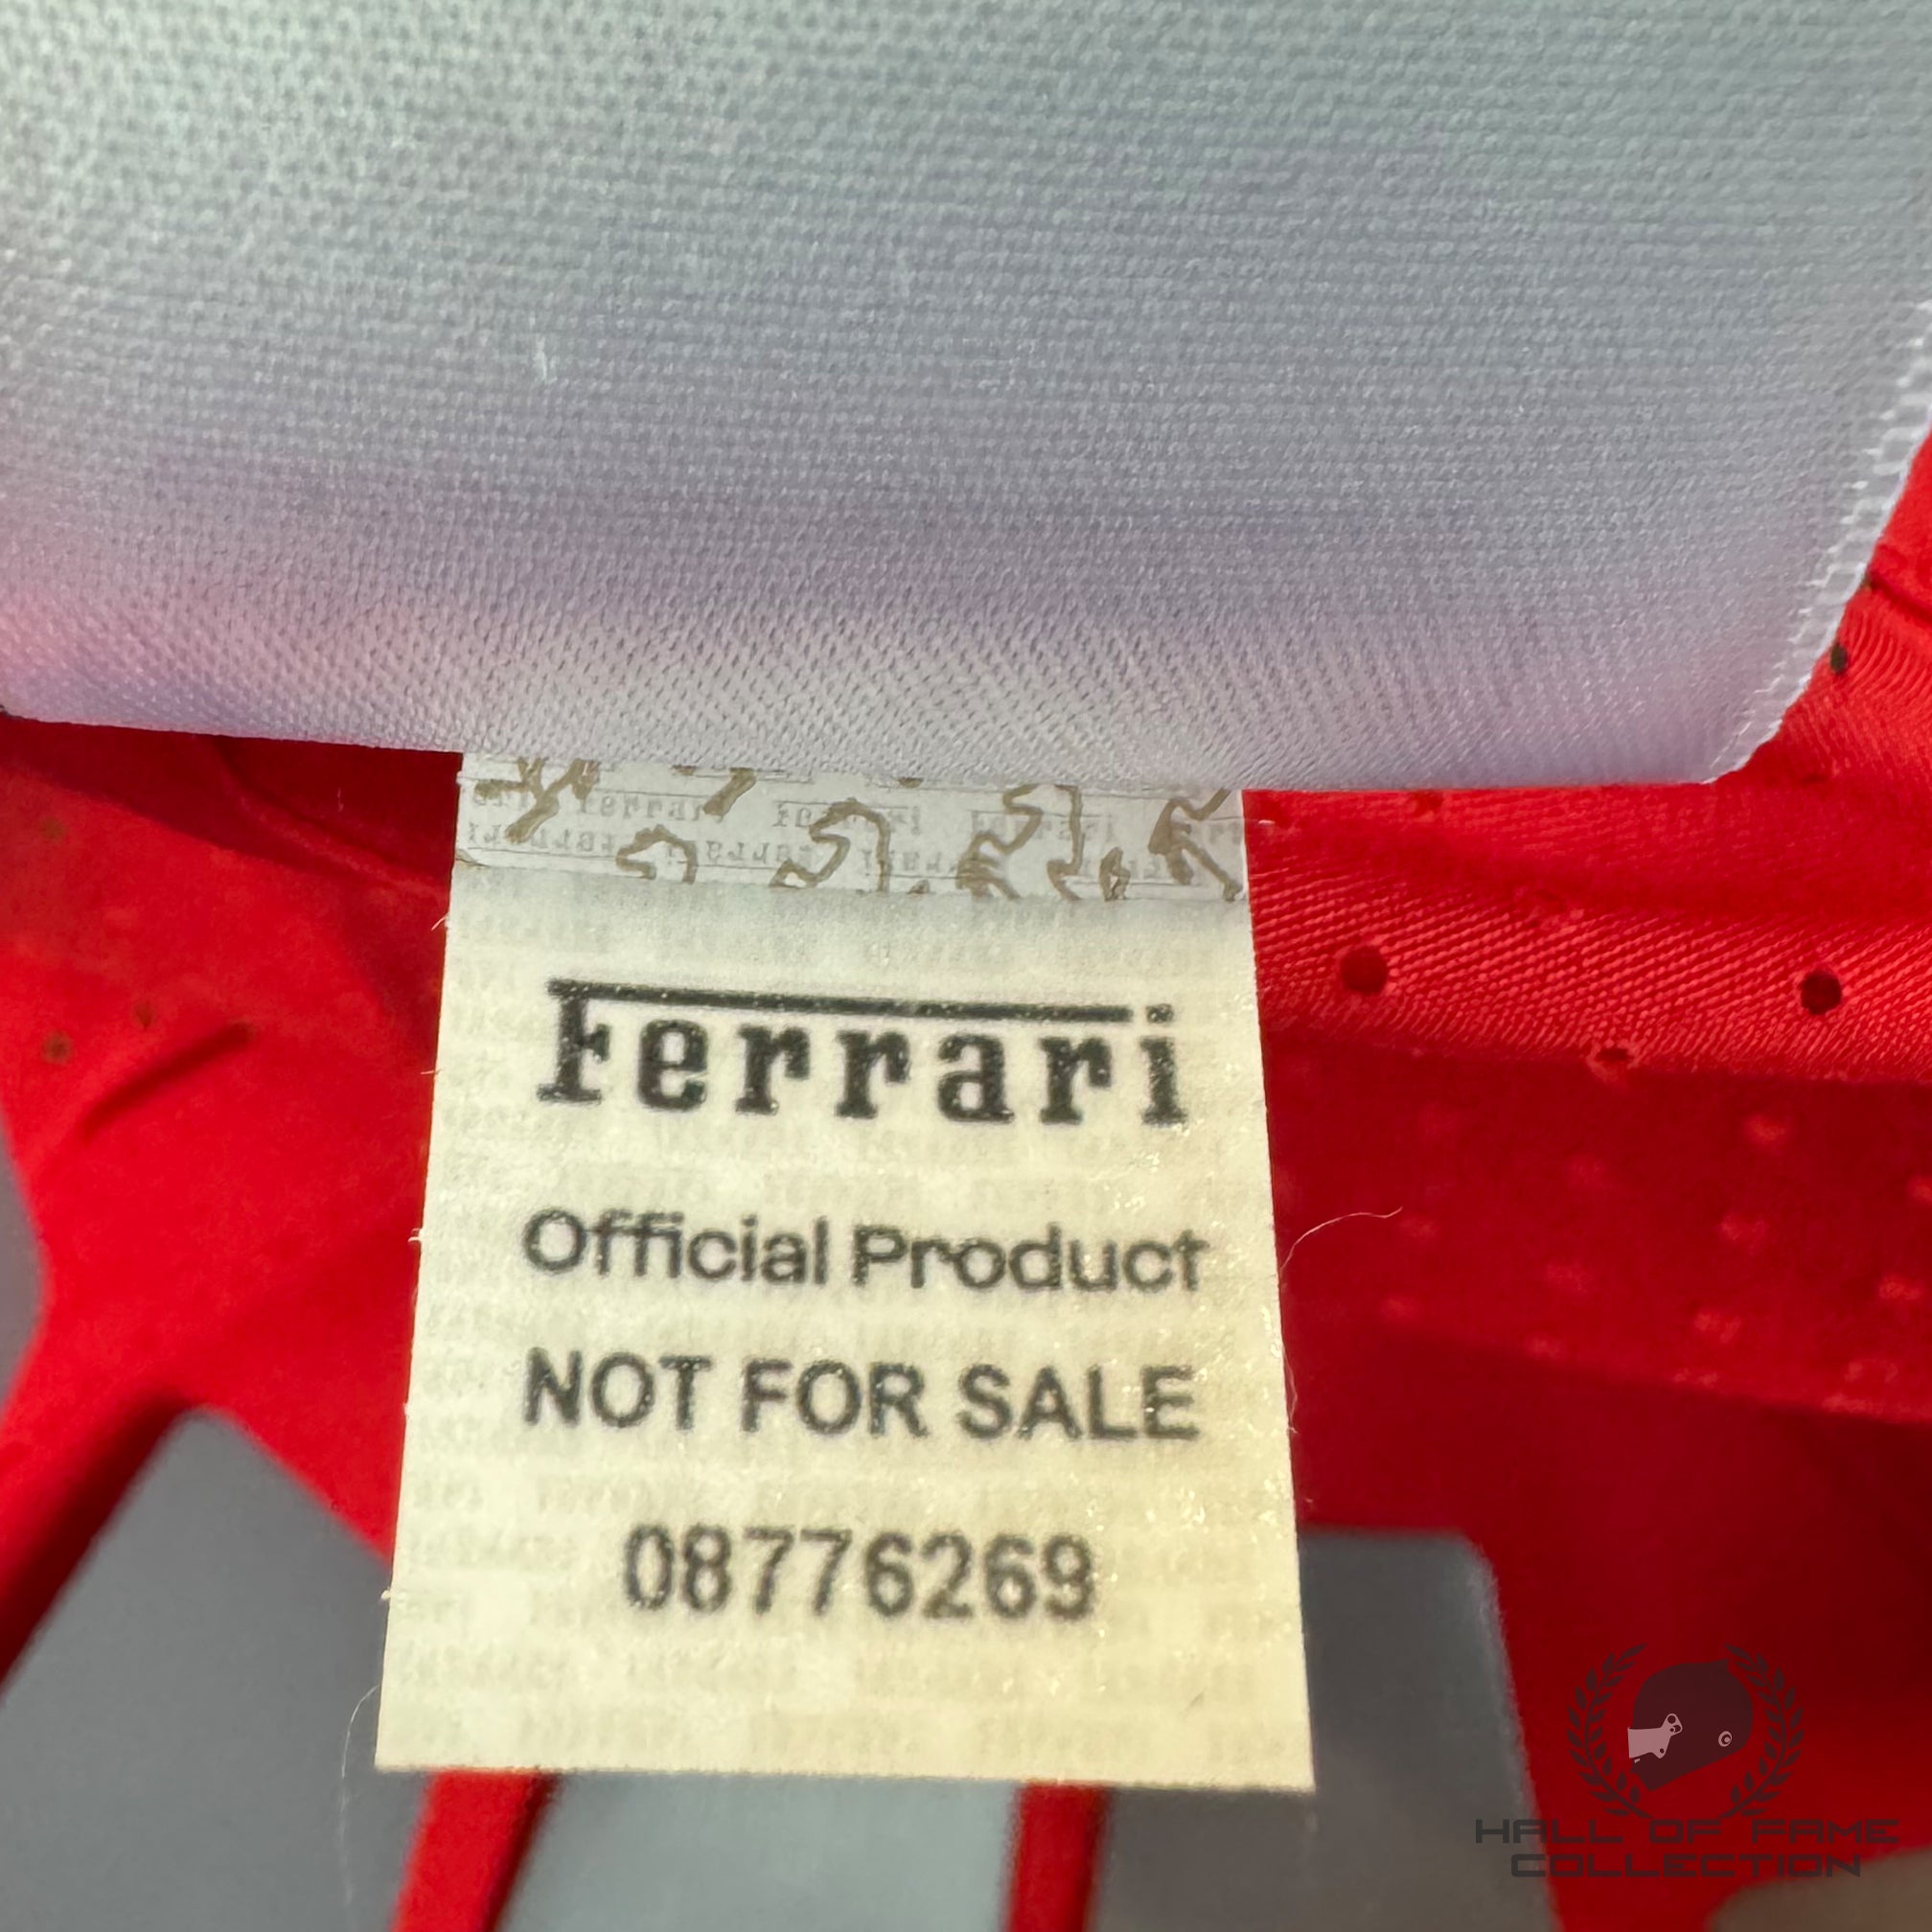 Ferrari
Official Product
NOT FOR SALE
08776269
HALL OF FAME
COLLECTION